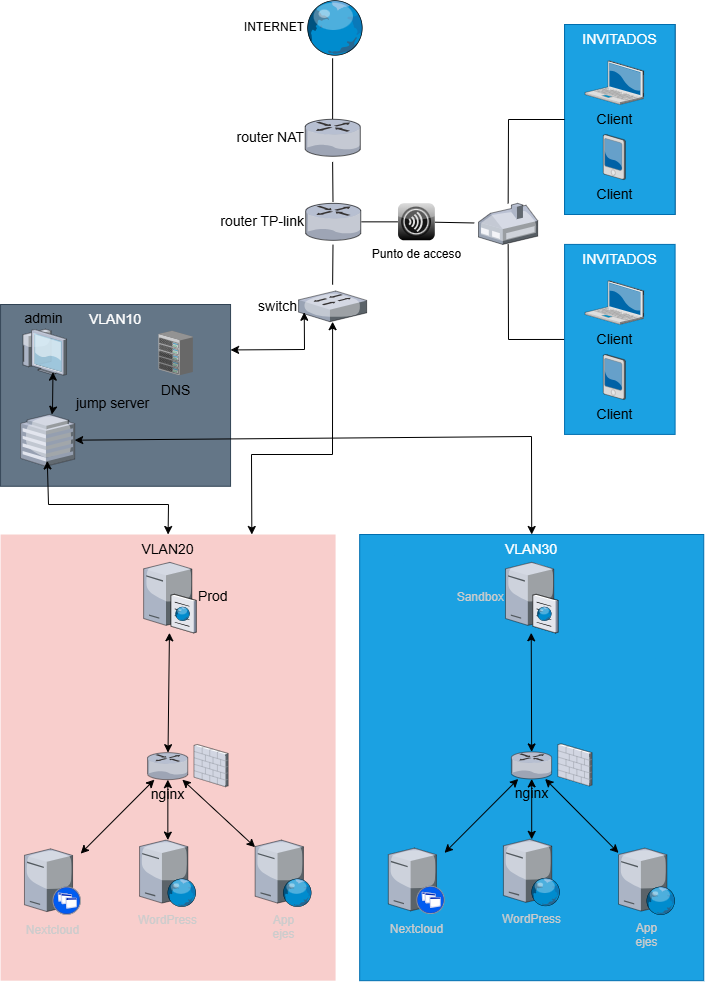 INTERNET
INVITADOS
Client
router NAT
Client
router TP-link
Punto de acceso
INVITADOS
switch
Client
admin
VLAN10
DNS
jump server
Client
VLAN20
VLAN30
Prod
Sandbox
nginx
nginx
Nextcloud
WordPress
App
ejes
Nextcloud
WordPress
App
ejes